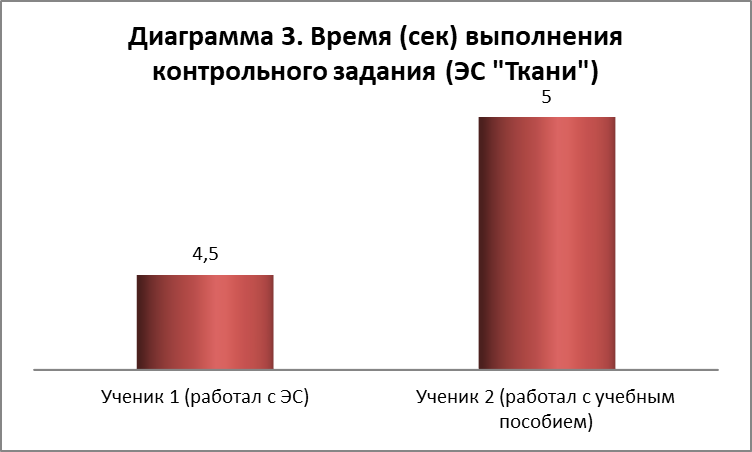 Диаграмма 3. Время (сек) выполнения
контрольного задания (ЭС "Ткани")
5
4,5
Ученик 1 (работал с ЭС)
Ученик 2 (работал с учебным
пособием)